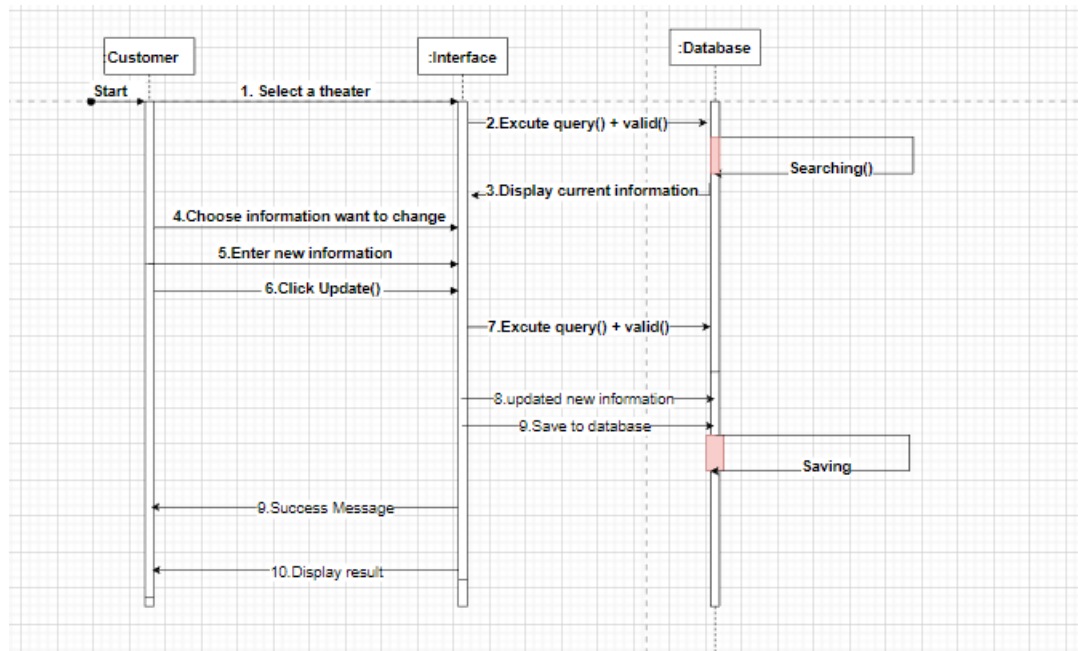 :Customer
:Interface
:Database
Start
1. Select a theater
2.Excute query() + valid()
Searching()
3.Display current information
4.Choose information want to change
5.Enter new information
6.Click Update()
7.Excute query() + valid()
8.updated new information
9.Save to database
Saving
9.Success Message
10.Display result